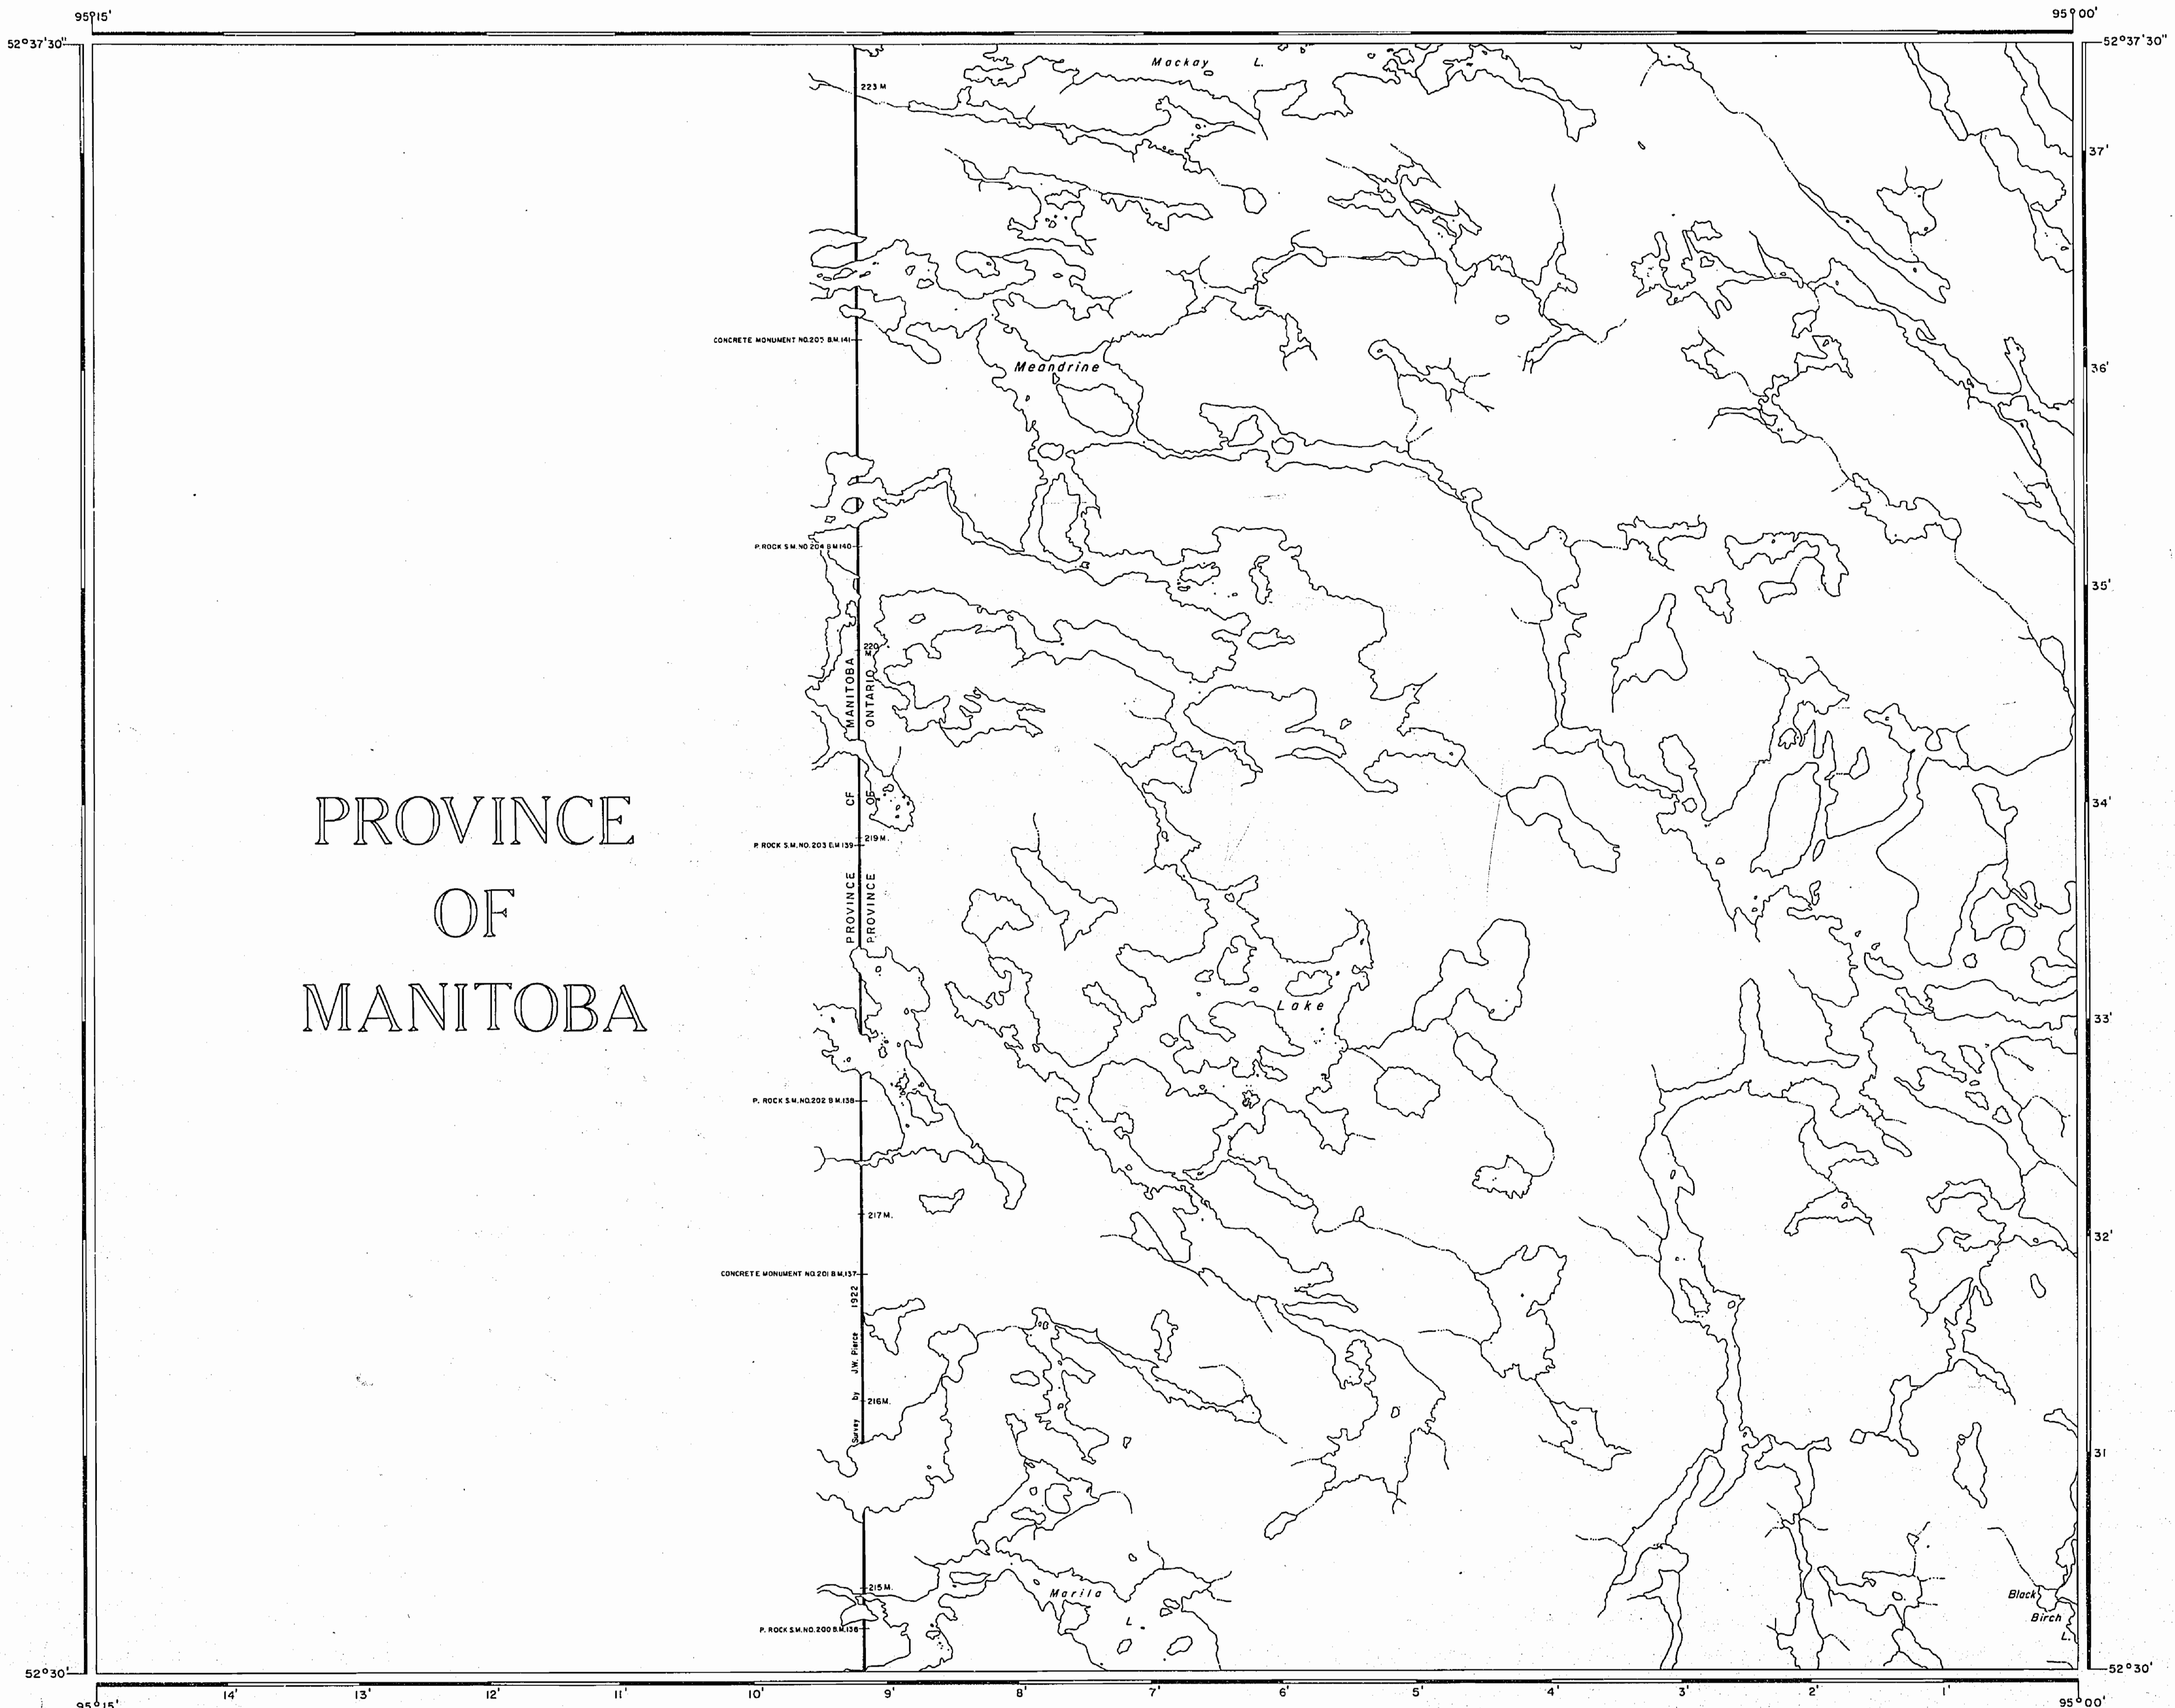 95°15'
95°00'
52°37'30"
52°37'30"
Mackay L.
223 M
37'
CONCRETE MONUMENT NO.205 B.M.141
Meandrine
36'
P. ROCK S.M. NO 204 B M 140
35'
220 M.
PROVINCE OF MANITOBA
PROVINCE OF ONTARIO
34'
PROVINCE
OF
MANITOBA
219 M.
P. ROCK S.M. NO. 203 B.M 139
Lake
33'
P. ROCK S.M. NO.202 B M.138
217 M.
32'
CONCRETE MONUMENT NO.201 B M.137
Survey by J.W. Pierce 1922
216 M.
31
215 M.
Marila
L.
Black
Birch
L.
P. ROCK S.M. NO. 200 B.M.136
52°30'
52°30'
95°15'
14'
13'
12'
11'
10'
9'
8'
7'
6'
5'
4'
3'
2'
1'
95°00'